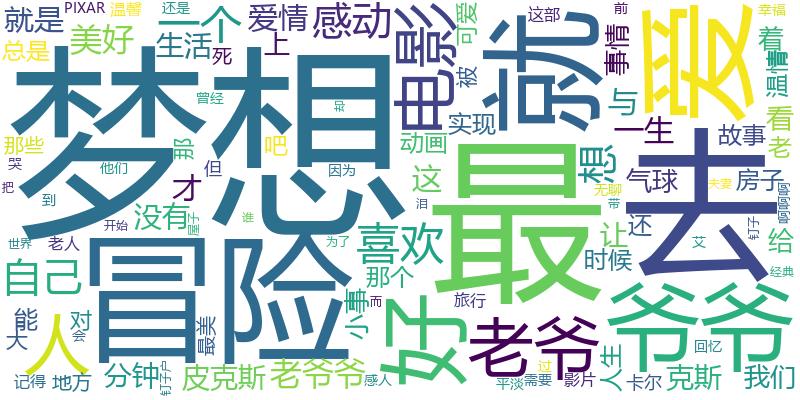 就是
PIXAR
温馨
一个
爱情
感动
电影
可爱
还是
这部
就
前
事情
爱
幸福
着
总是
美好
生活
上
死
被
与
温情
梦想
曾经
却
实现
一生
看
那些
哭
那
吧
动画
想
故事
老
把
他们
但
因为
这
最
气球
无聊
夫妻
房子
啊啊啊
到
才
没有
开始
屋子
谁
泪
带
让
还
去
艾
钉子
给
世界
老人
冒险
为了
喜欢
时候
经典
自己
那个
能
大
人
对
会
最美
小事
而
旅行
好
老爷
爷爷
回忆
记得
地方
分钟
钉子户
皮克斯
老爷爷
感人
平淡
需要
过
影片
人生
卡尔
克斯
我们